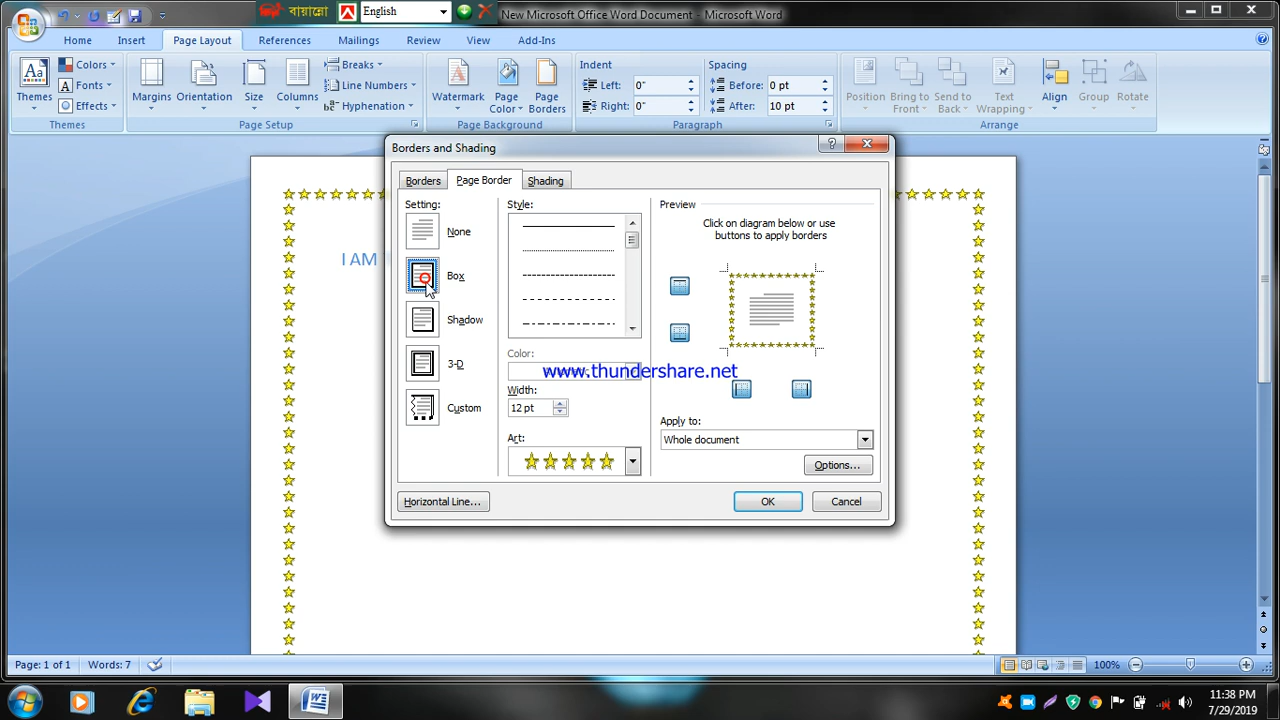 বায়ান্নো English
New Microsoft Office Word Document - Microsoft Word
Home Insert Page Layout References Mailings Review View Add-Ins
Themes Colors Fonts Effects
Themes
Margins Orientation Size Columns Breaks Line Numbers Hyphenation
Page Setup
Watermark Page Color Page Borders
Page Background
Indent Spacing
Left: 0" Before: 0 pt
Right: 0" After: 10 pt
Paragraph
Position Bring to Front Send to Back Text Wrapping Align Group Rotate
Arrange
I AM
Borders and Shading
Borders Page Border Shading
Setting:
None
Box
Shadow
3-D
Custom
Style:
Color:
www.thundershare.net
Width:
12 pt
Art:
Preview
Click on diagram below or use
buttons to apply borders
Apply to:
Whole document
Options...
Horizontal Line... OK Cancel
Page: 1 of 1 Words: 7 100%
11:38 PM
7/29/2019